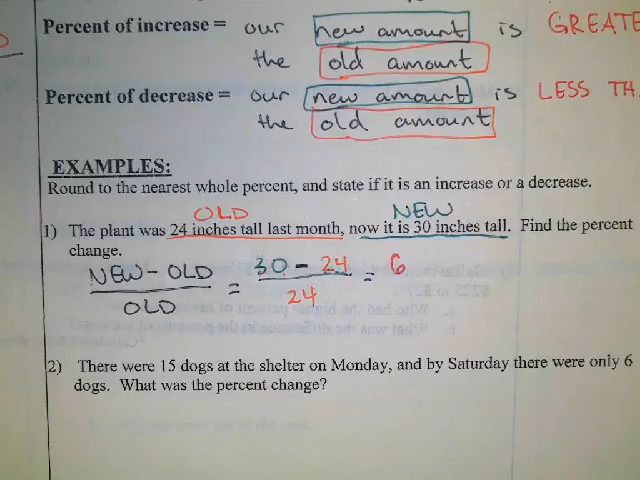 Percent of increase = our new amount is GREATE
the old amount
Percent of decrease = our new amount is LESS TH
the old amount
EXAMPLES:
Round to the nearest whole percent, and state if it is an increase or a decrease.
OLD NEW
1) The plant was 24 inches tall last month, now it is 30 inches tall. Find the percent
change.
NEW - OLD = 30 - 24 = 6
OLD 24
2) There were 15 dogs at the shelter on Monday, and by Saturday there were only 6
dogs. What was the percent change?